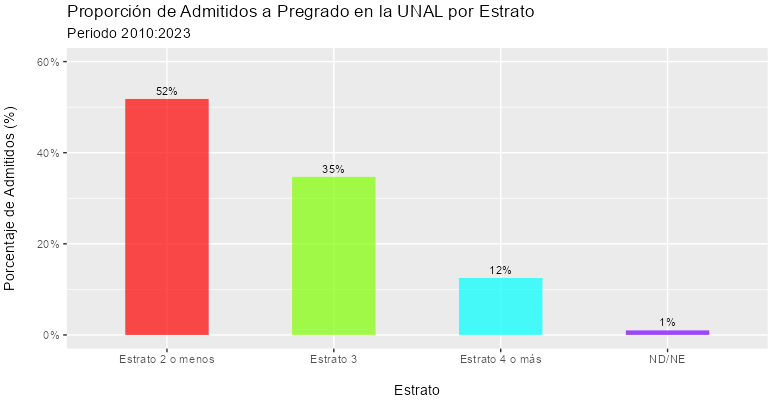 Proporción de Admitidos a Pregrado en la UNAL por Estrato
Periodo 2010:2023
Porcentaje de Admitidos (%)
60%
40%
20%
0%
52%
35%
12%
1%
Estrato 2 o menos
Estrato 3
Estrato 4 o más
ND/NE
Estrato